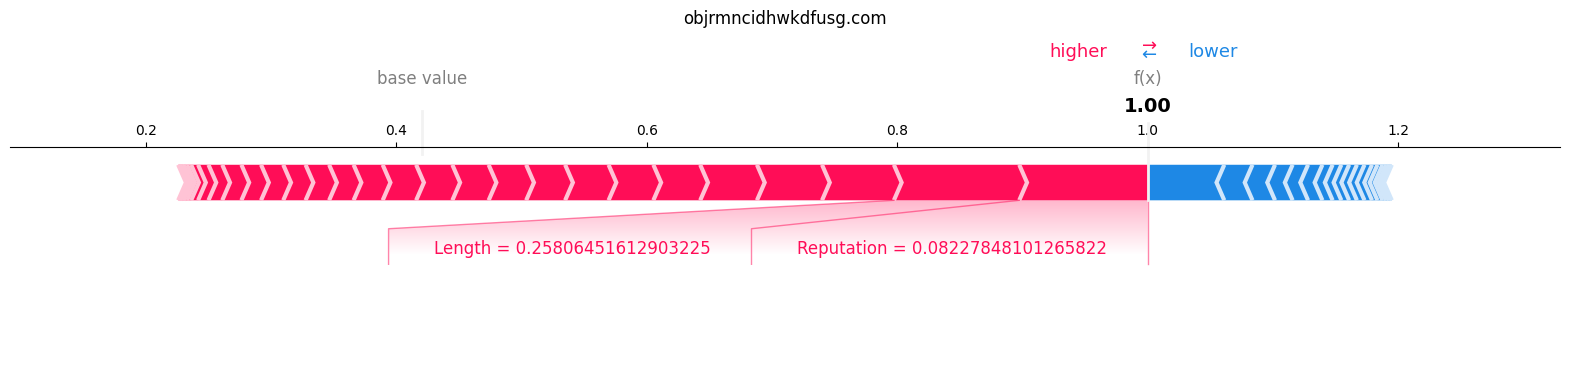 objrmncidhwkdfusg.com
higher ⇄ lower
base value f(x)
1.00
0.2 0.4 0.6 0.8 1.0 1.2
Length = 0.25806451612903225 Reputation = 0.08227848101265822